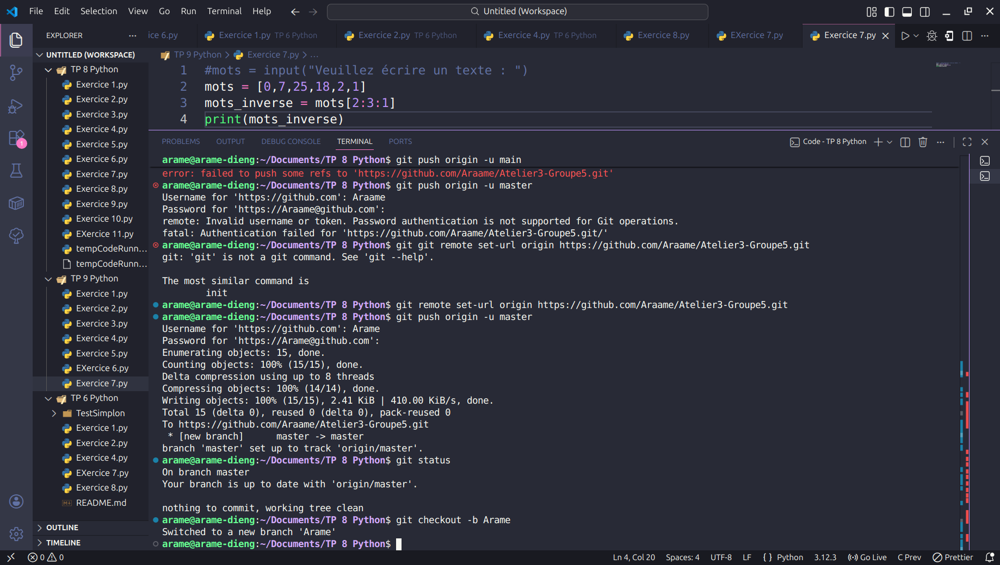 File Edit Selection View Go Run Terminal Help
Untitled (Workspace)
EXPLORER
ice 6.py
Exercice 1.py TP 6 Python
Exercice 2.py TP 6 Python
Exercice 4.py TP 6 Python
Exercice 8.py
EXercice 7.py
Exercice 7.py
UNTITLED (WORKSPACE)
TP 8 Python
Exercice 1.py
Exercice 2.py
Exercice 3.py
Exercice 4.py
Exercice 5.py
Exercice 6.py
Exercice 7.py
Exercice 8.py
Exercice 9.py
Exercice 10.py
EXercice 11.py
tempCodeRunn...
tempCodeRunn...
TP 9 Python
Exercice 1.py
Exercice 2.py
Exercice 3.py
Exercice 4.py
Exercice 5.py
EXercice 6.py
Exercice 7.py
TP 6 Python
TestSimplon
Exercice 1.py
Exercice 2.py
Exercice 4.py
EXercice 7.py
Exercice 8.py
README.md
OUTLINE
TIMELINE
1
TP 9 Python > Exercice 7.py > ...
1 #mots = input("Veuillez écrire un texte : ")
2 mots = [0,7,25,18,2,1]
3 mots_inverse = mots[2:3:1]
4 print(mots_inverse)
PROBLEMS OUTPUT DEBUG CONSOLE TERMINAL PORTS
Code - TP 8 Python
arame@arame-dieng:~/Documents/TP 8 Python$ git push origin -u main
error: failed to push some refs to 'https://github.com/Araame/Atelier3-Groupe5.git'
arame@arame-dieng:~/Documents/TP 8 Python$ git push origin -u master
Username for 'https://github.com': Araame
Password for 'https://Araame@github.com':
remote: Invalid username or token. Password authentication is not supported for Git operations.
fatal: Authentication failed for 'https://github.com/Araame/Atelier3-Groupe5.git/'
arame@arame-dieng:~/Documents/TP 8 Python$ git git remote set-url origin https://github.com/Araame/Atelier3-Groupe5.git
git: 'git' is not a git command. See 'git --help'.
The most similar command is
init
arame@arame-dieng:~/Documents/TP 8 Python$ git remote set-url origin https://github.com/Araame/Atelier3-Groupe5.git
arame@arame-dieng:~/Documents/TP 8 Python$ git push origin -u master
Username for 'https://github.com': Arame
Password for 'https://Arame@github.com':
Enumerating objects: 15, done.
Counting objects: 100% (15/15), done.
Delta compression using up to 8 threads
Compressing objects: 100% (14/14), done.
Writing objects: 100% (15/15), 2.41 KiB | 410.00 KiB/s, done.
Total 15 (delta 0), reused 0 (delta 0), pack-reused 0
To https://github.com/Araame/Atelier3-Groupe5.git
* [new branch] master -> master
branch 'master' set up to track 'origin/master'.
arame@arame-dieng:~/Documents/TP 8 Python$ git status
On branch master
Your branch is up to date with 'origin/master'.
nothing to commit, working tree clean
arame@arame-dieng:~/Documents/TP 8 Python$ git checkout -b Arame
Switched to a new branch 'Arame'
arame@arame-dieng:~/Documents/TP 8 Python$
0 0
Ln 4, Col 20 Spaces: 4 UTF-8 LF { } Python 3.12.3 Go Live C Prev Prettier